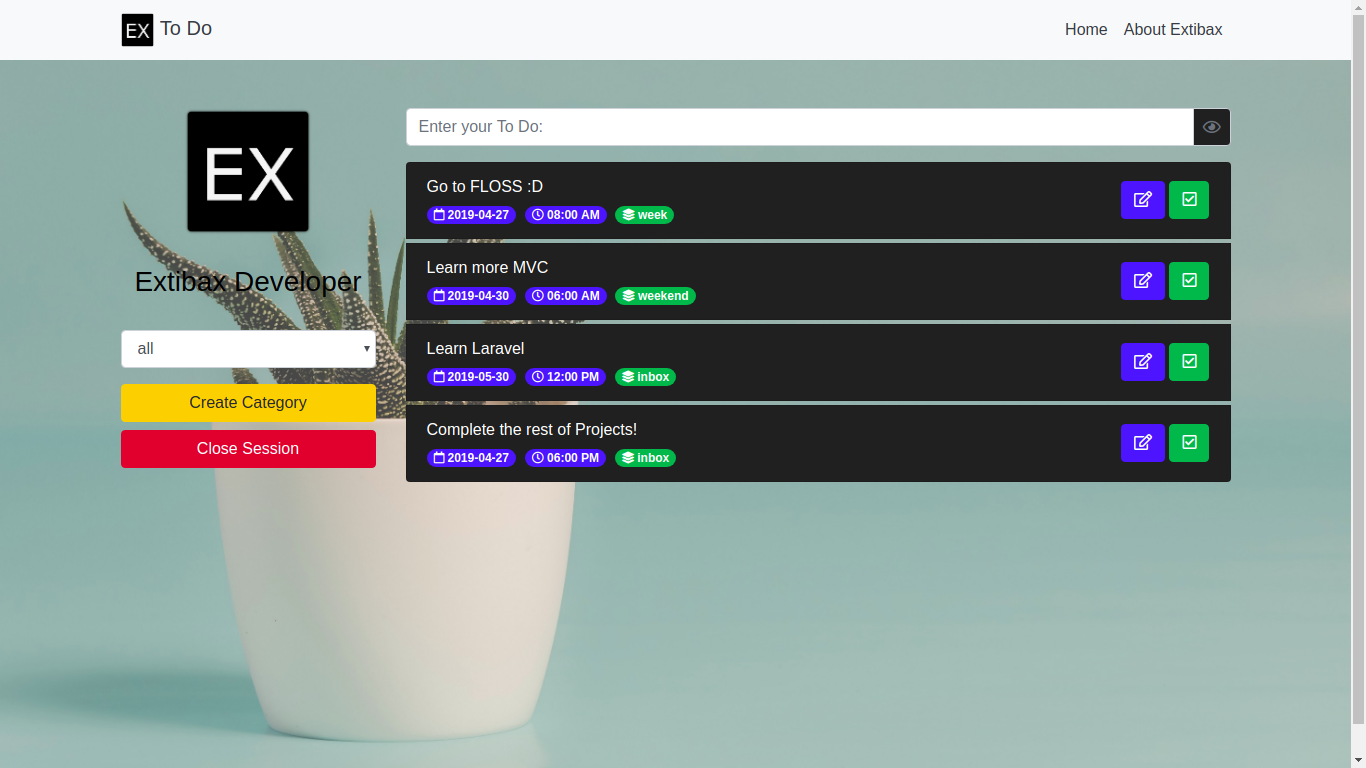 EX To Do
Home About Extibax
EX
Extibax Developer
all
Create Category
Close Session
Enter your To Do:
Go to FLOSS :D
2019-04-27 08:00 AM week
Learn more MVC
2019-04-30 06:00 AM weekend
Learn Laravel
2019-05-30 12:00 PM inbox
Complete the rest of Projects!
2019-04-27 06:00 PM inbox